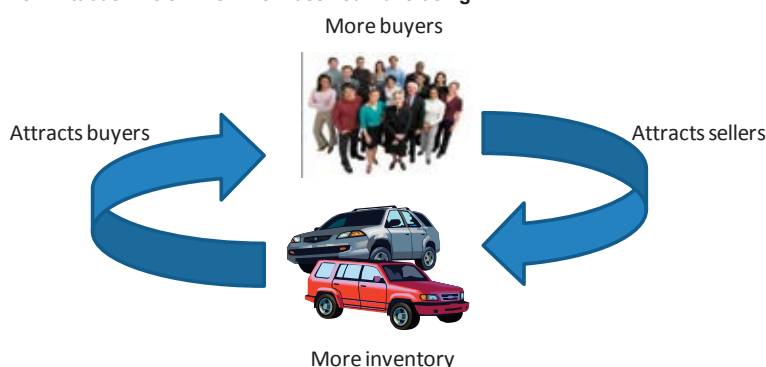 More buyers
Attracts buyers
Attracts sellers
More inventory